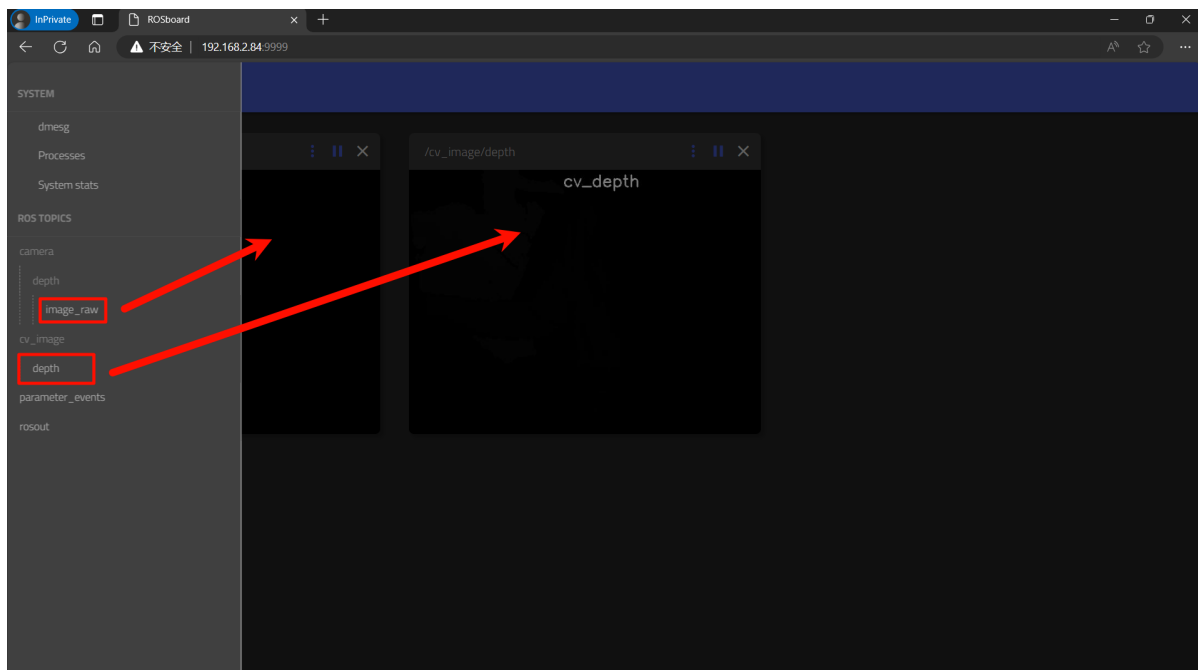 InPrivate
ROSboard
不安全 | 192.168.2.84:9999
SYSTEM
dmesg
Processes
System stats
ROS TOPICS
camera
depth
image_raw
cv_image
depth
parameter_events
rosout
/cv_image/depth
cv_depth